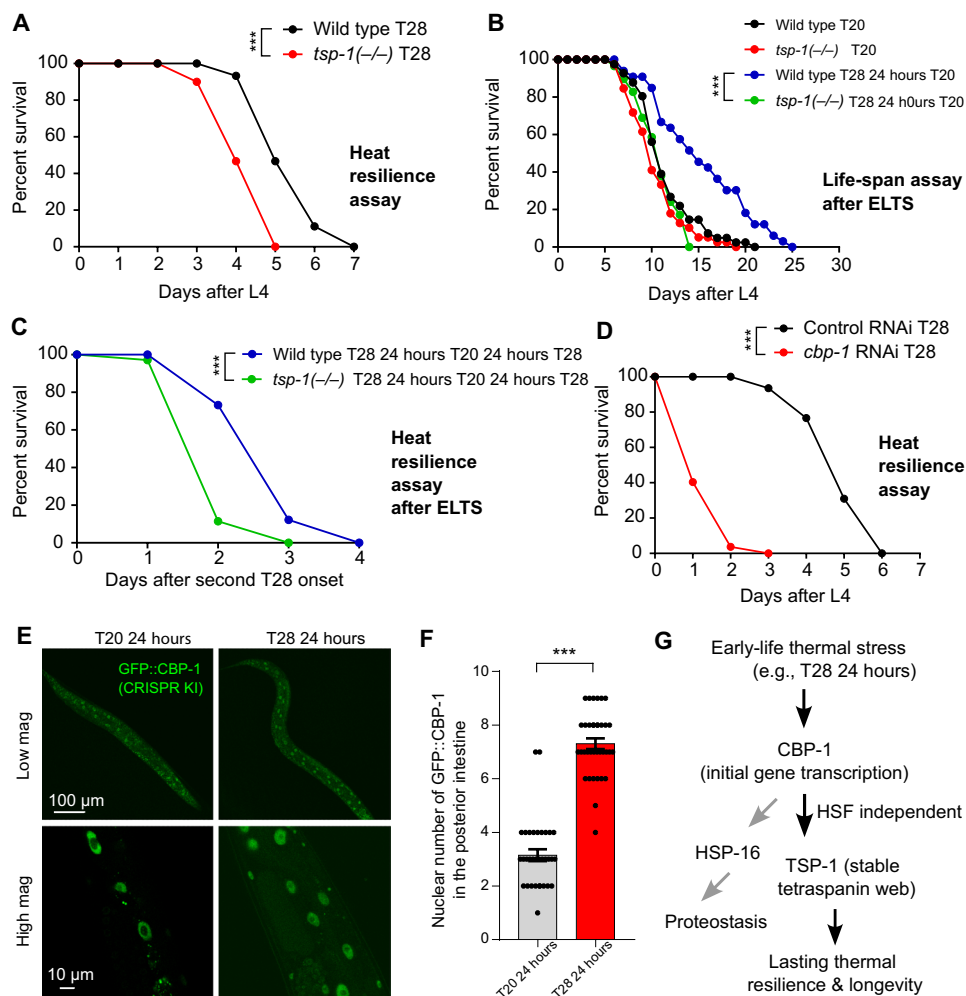 A
Wild type T28
tsp-1(–/–) T28
***
Percent survival
100
80
60
40
20
0
Heat
resilience
assay
0 1 2 3 4 5 6 7
Days after L4
B
Wild type T20
tsp-1(–/–) T20
Wild type T28 24 hours T20
tsp-1(–/–) T28 24 h0urs T20
***
Percent survival
100
80
60
40
20
0
Life-span assay
after ELTS
0 5 10 15 20 25 30
Days after L4
C
Wild type T28 24 hours T20 24 hours T28
tsp-1(–/–) T28 24 hours T20 24 hours T28
***
Percent survival
100
80
60
40
20
0
Heat
resilience
assay
after ELTS
0 1 2 3 4
Days after second T28 onset
D
Control RNAi T28
cbp-1 RNAi T28
***
Percent survival
100
80
60
40
20
0
Heat
resilience
assay
0 1 2 3 4 5 6 7
Days after L4
E
T20 24 hours
T28 24 hours
GFP::CBP-1
(CRISPR KI)
Low mag
100 µm
High mag
10 µm
F
***
Nuclear number of GFP::CBP-1
in the posterior intestine
10
8
6
4
2
0
T20 24 hours
T28 24 hours
G
Early-life thermal stress
(e.g., T28 24 hours)
CBP-1
(initial gene transcription)
HSF independent
HSP-16
TSP-1 (stable
tetraspanin web)
Proteostasis
Lasting thermal
resilience & longevity